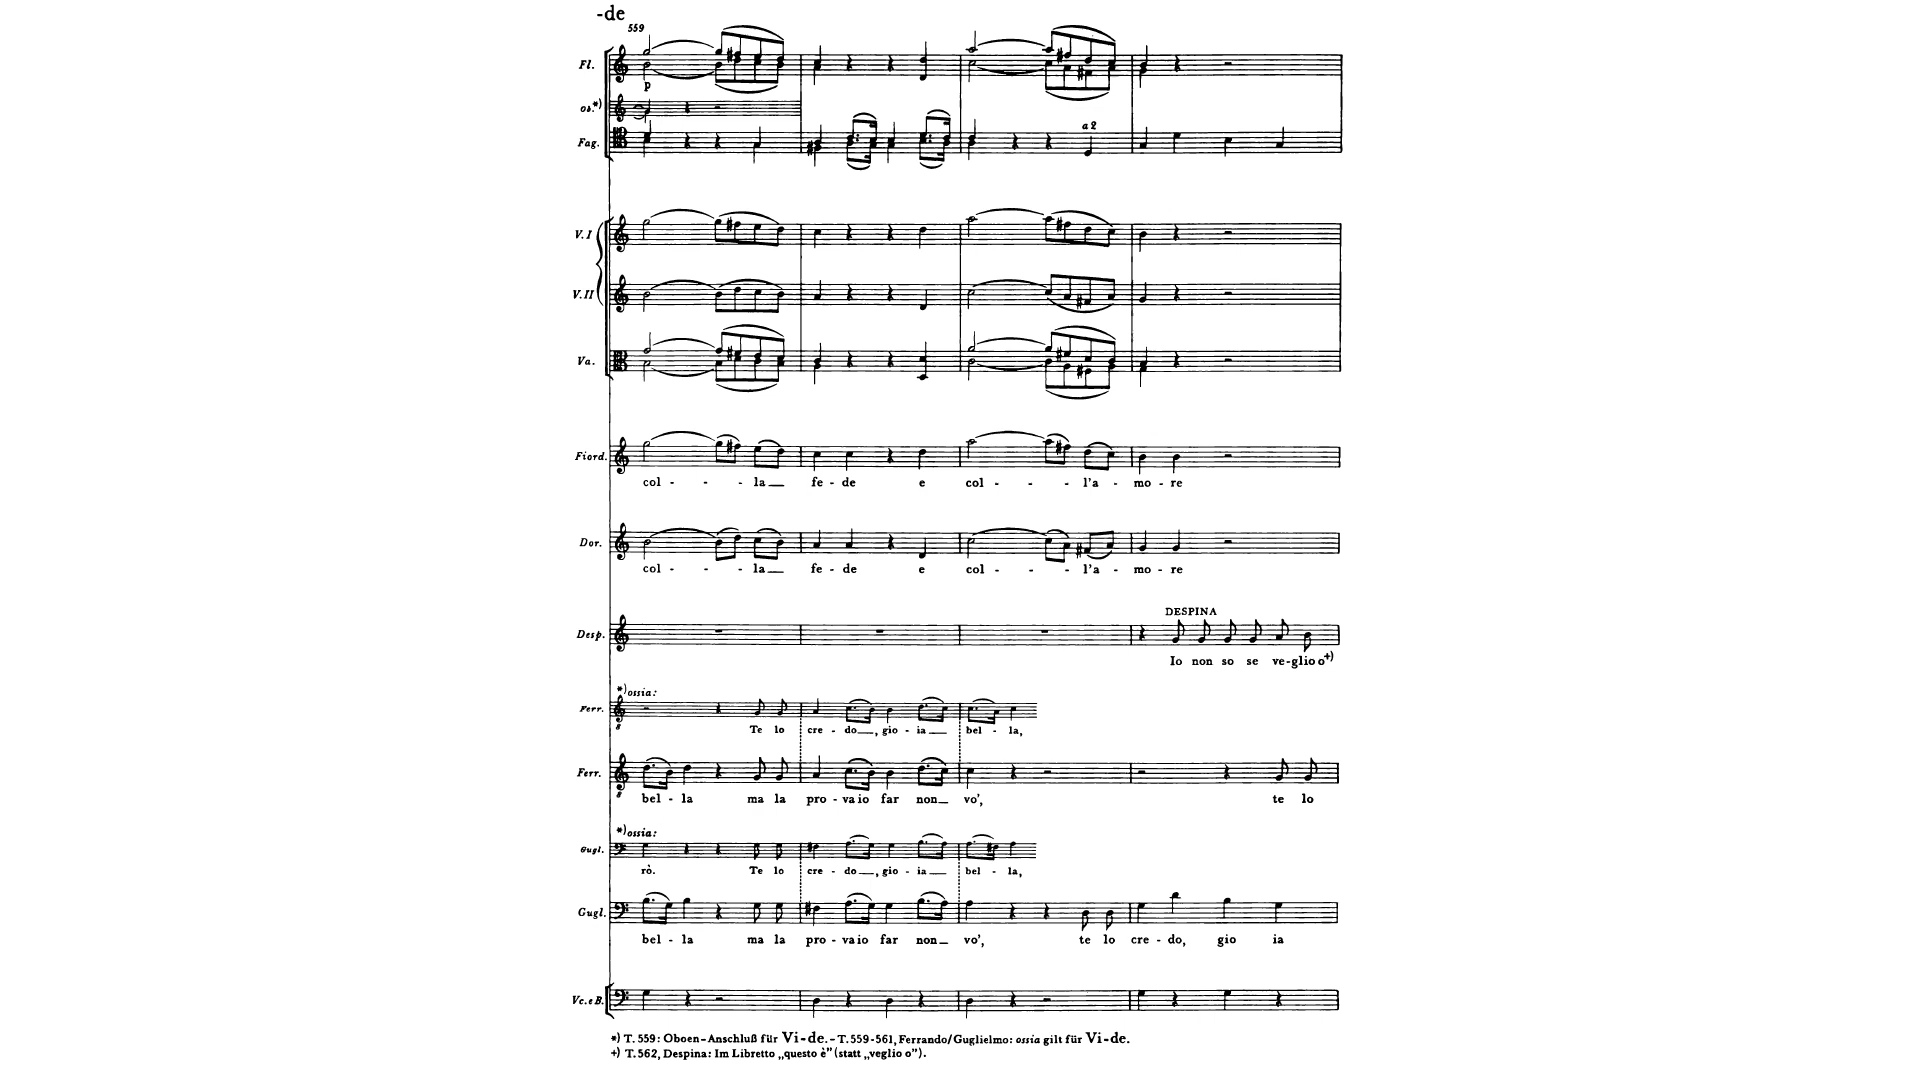 -de
559
Fl.
p
Ob.*)
Fag.
a 2
V. I
V. II
Va.
Fiord.
col - - - la fe - de e col - - - l'a - mo - re
Dor.
col - - - la fe - de e col - - - l'a - mo - re
DESPINA
Desp.
Io non so se ve-glio o+)
*) ossia:
Ferr.
8
Te lo cre - do, gio - ia bel - la,
Ferr.
8
bel - la ma la pro - va io far non vo', te lo
*) ossia:
Gugl.
rò. Te lo cre - do, gio - ia bel - la,
Gugl.
bel - la ma la pro - va io far non vo', te lo cre - do, gio ia
Vc. e B.
*) T. 559: Oboen-Anschluß für Vi-de. – T. 559-561, Ferrando/Guglielmo: ossia gilt für Vi-de.
+) T. 562, Despina: Im Libretto „questo è” (statt „veglio o”).